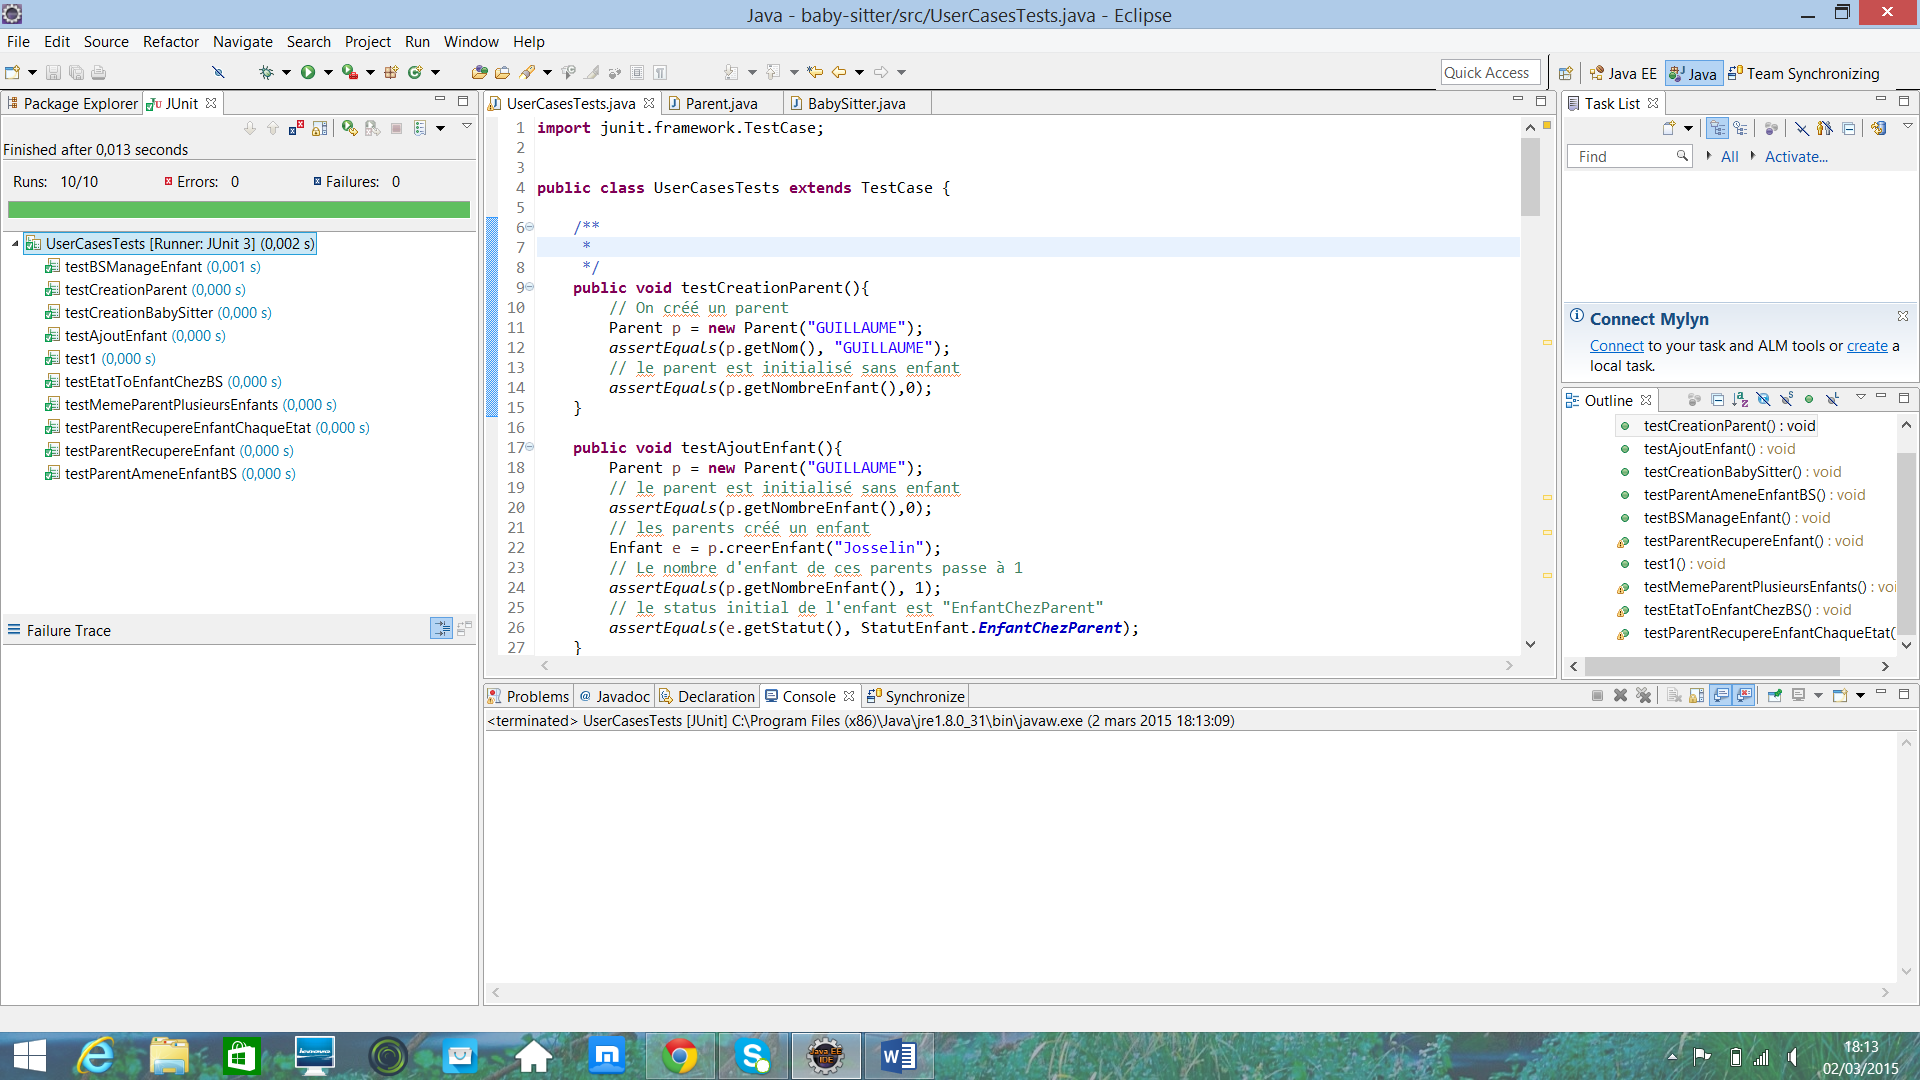 Java - baby-sitter/src/UserCasesTests.java - Eclipse
File Edit Source Refactor Navigate Search Project Run Window Help
Quick Access
Java EE
Java
Team Synchronizing
Package Explorer
JUnit
Finished after 0,013 seconds
Runs: 10/10 Errors: 0 Failures: 0
UserCasesTests [Runner: JUnit 3] (0,002 s)
testBSManageEnfant (0,001 s)
testCreationParent (0,000 s)
testCreationBabySitter (0,000 s)
testAjoutEnfant (0,000 s)
test1 (0,000 s)
testEtatToEnfantChezBS (0,000 s)
testMemeParentPlusieursEnfants (0,000 s)
testParentRecupereEnfantChaqueEtat (0,000 s)
testParentRecupereEnfant (0,000 s)
testParentAmeneEnfantBS (0,000 s)
Failure Trace
UserCasesTests.java
Parent.java
BabySitter.java
1 import junit.framework.TestCase;
2
3
4 public class UserCasesTests extends TestCase {
5
6 /**
7 *
8 */
9 public void testCreationParent(){
10 // On créé un parent
11 Parent p = new Parent("GUILLAUME");
12 assertEquals(p.getNom(), "GUILLAUME");
13 // le parent est initialisé sans enfant
14 assertEquals(p.getNombreEnfant(),0);
15 }
16
17 public void testAjoutEnfant(){
18 Parent p = new Parent("GUILLAUME");
19 // le parent est initialisé sans enfant
20 assertEquals(p.getNombreEnfant(),0);
21 // les parents créé un enfant
22 Enfant e = p.creerEnfant("Josselin");
23 // Le nombre d'enfant de ces parents passe à 1
24 assertEquals(p.getNombreEnfant(), 1);
25 // le status initial de l'enfant est "EnfantChezParent"
26 assertEquals(e.getStatut(), StatutEnfant.EnfantChezParent);
27 }
Task List
Find
All
Activate...
Connect Mylyn
Connect to your task and ALM tools or create a
local task.
Outline
testCreationParent() : void
testAjoutEnfant() : void
testCreationBabySitter() : void
testParentAmeneEnfantBS() : void
testBSManageEnfant() : void
testParentRecupereEnfant() : void
test1() : void
testMemeParentPlusieursEnfants() : voi
testEtatToEnfantChezBS() : void
testParentRecupereEnfantChaqueEtat(
Problems
@ Javadoc
Declaration
Console
Synchronize
<terminated> UserCasesTests [JUnit] C:\Program Files (x86)\Java\jre1.8.0_31\bin\javaw.exe (2 mars 2015 18:13:09)
18:13
02/03/2015